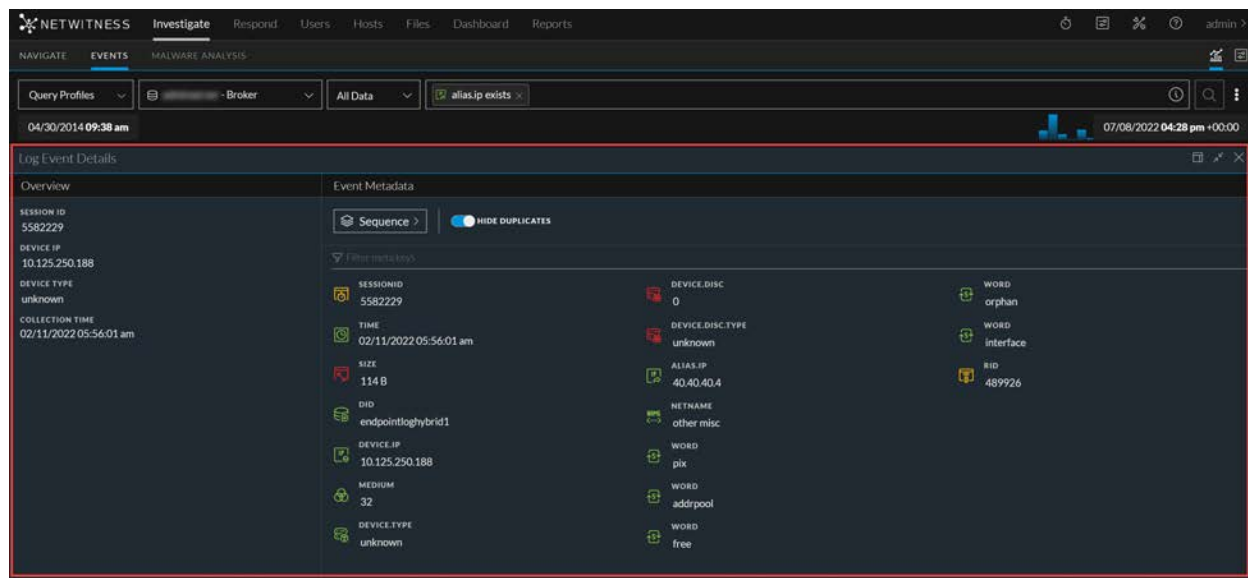 NETWITNESS Investigate Respond Users Hosts Files Dashboard Reports admin >
NAVIGATE EVENTS MALWARE ANALYSIS
Query Profiles - Broker All Data alias.ip exists ×
04/30/2014 09:38 am 07/08/2022 04:28 pm +00:00
Log Event Details
Overview Event Metadata
SESSION ID
5582229
DEVICE IP
10.125.250.188
DEVICE TYPE
unknown
COLLECTION TIME
02/11/2022 05:56:01 am
Sequence > HIDE DUPLICATES
Filter meta keys
SESSIONID
5582229
TIME
02/11/2022 05:56:01 am
SIZE
114 B
DID
endpointloghybrid1
DEVICE.IP
10.125.250.188
MEDIUM
32
DEVICE.TYPE
unknown
DEVICE.DISC
0
DEVICE.DISC.TYPE
unknown
ALIAS.IP
40.40.40.4
NETNAME
other misc
WORD
pix
WORD
addrpool
WORD
free
WORD
orphan
WORD
interface
RID
489926